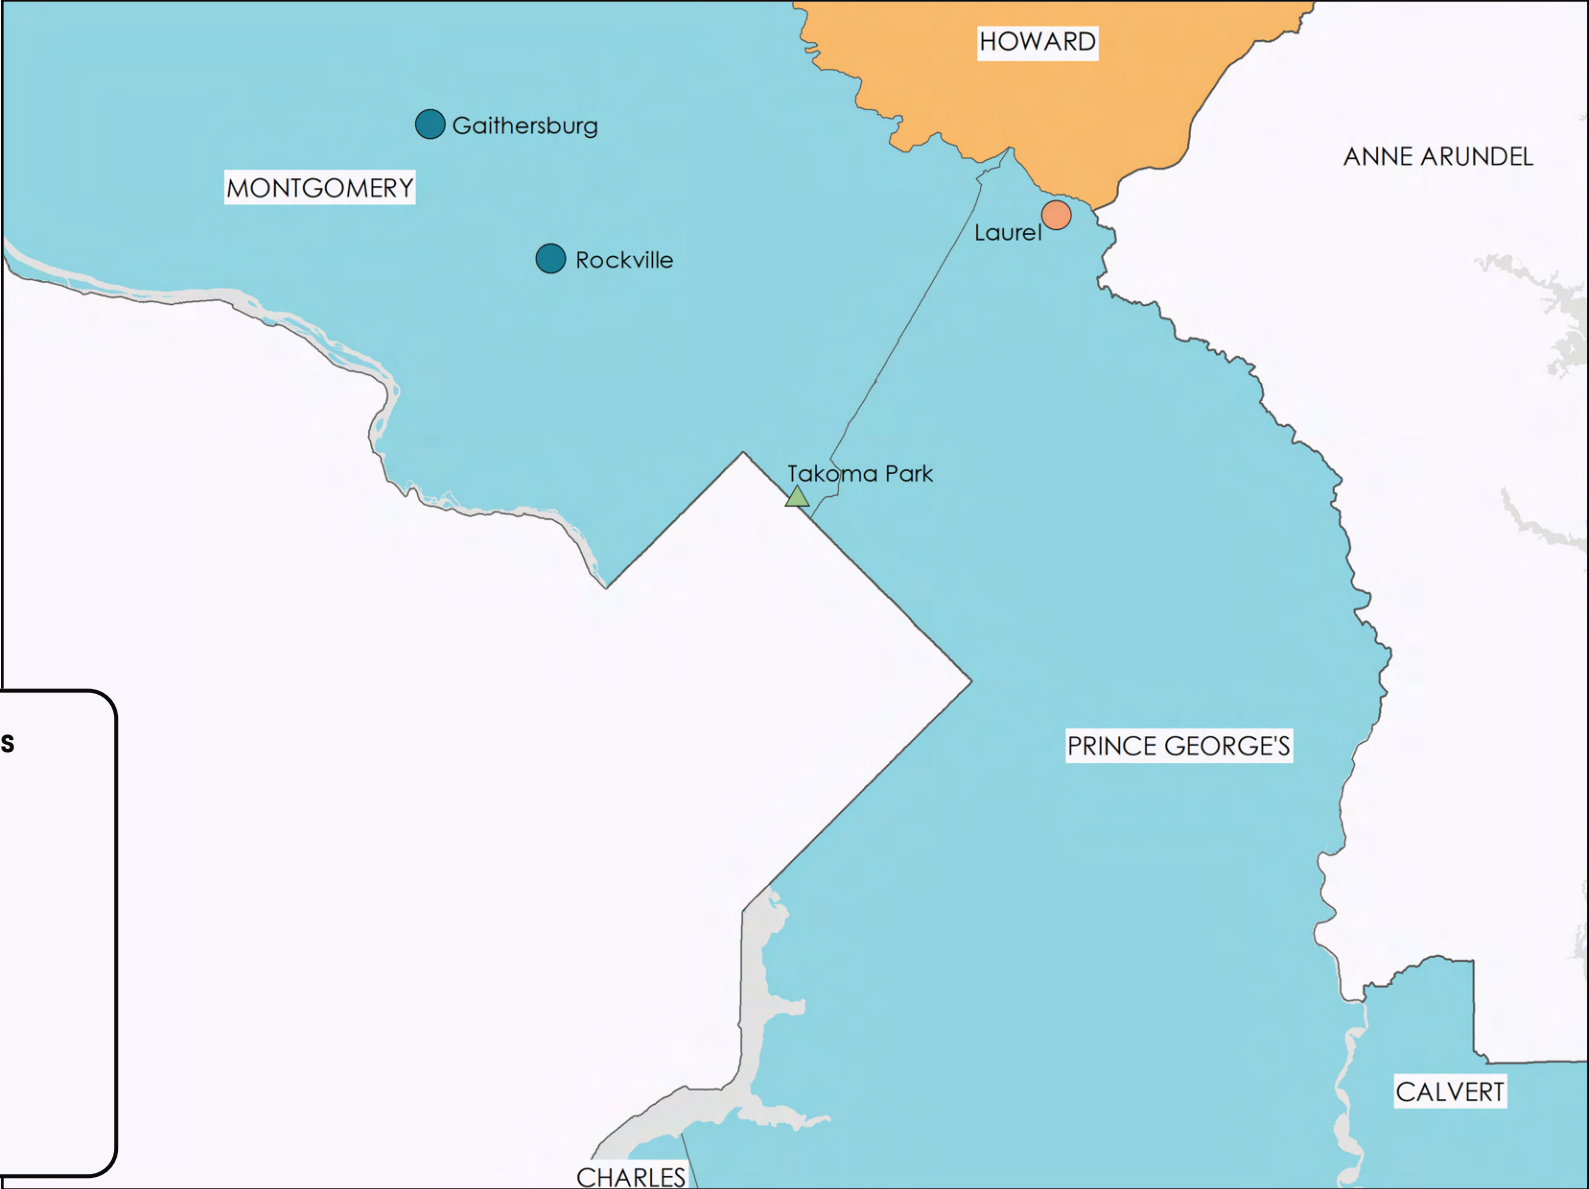 HOWARD
Gaithersburg
ANNE ARUNDEL
MONTGOMERY
Laurel
Rockville
Takoma Park
s
PRINCE GEORGE'S
CALVERT
CHARLES